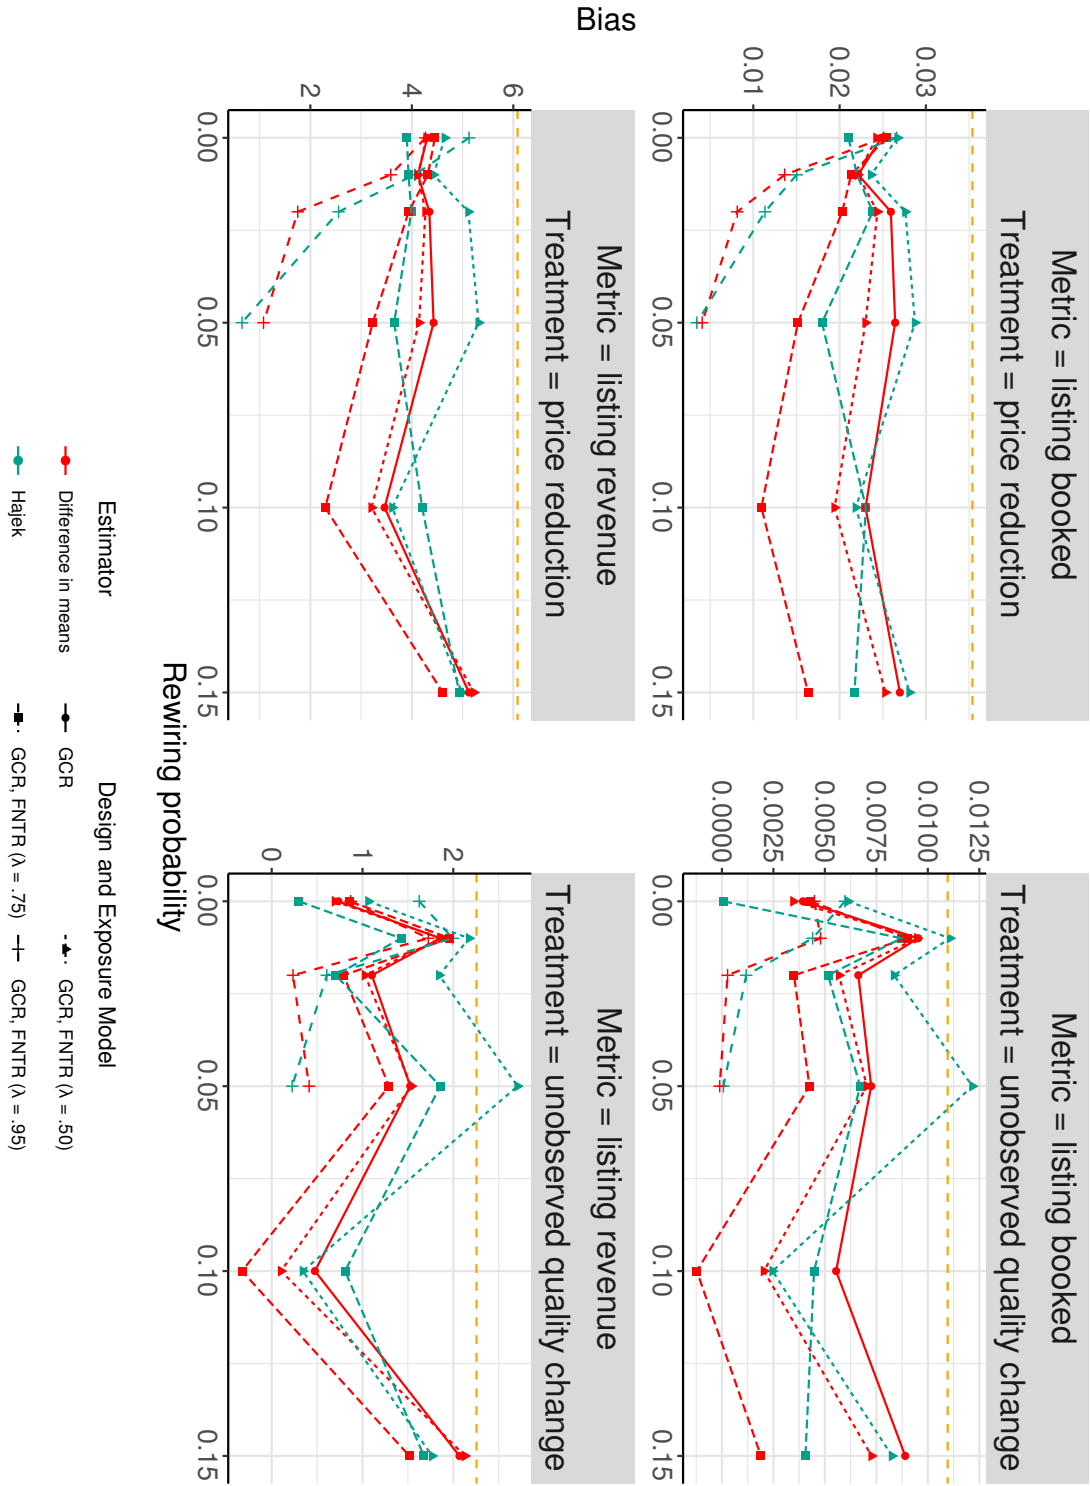 Metric = listing booked
Treatment = price reduction
Metric = listing booked
Treatment = unobserved quality change
0.03
0.02
0.01
0.0125
0.0100
0.0075
0.0050
0.0025
0.0000
0.00
0.05
0.10
0.15
0.00
0.05
0.10
0.15
Metric = listing revenue
Treatment = price reduction
Metric = listing revenue
Treatment = unobserved quality change
6
4
2
2
1
0
0.00
0.05
0.10
0.15
0.00
0.05
0.10
0.15
Bias
Rewiring probability
Estimator
Difference in means
Hajek
Design and Exposure Model
GCR
GCR, FNTR (λ = .50)
GCR, FNTR (λ = .75)
GCR, FNTR (λ = .95)